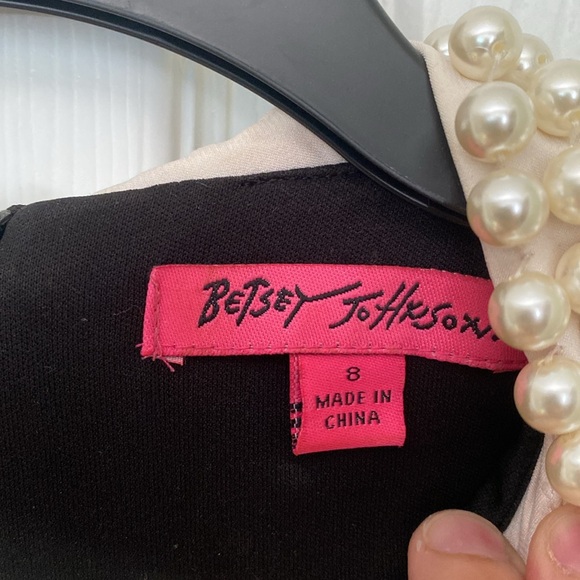 BETSEY JOHNSON.
8
MADE IN
CHINA